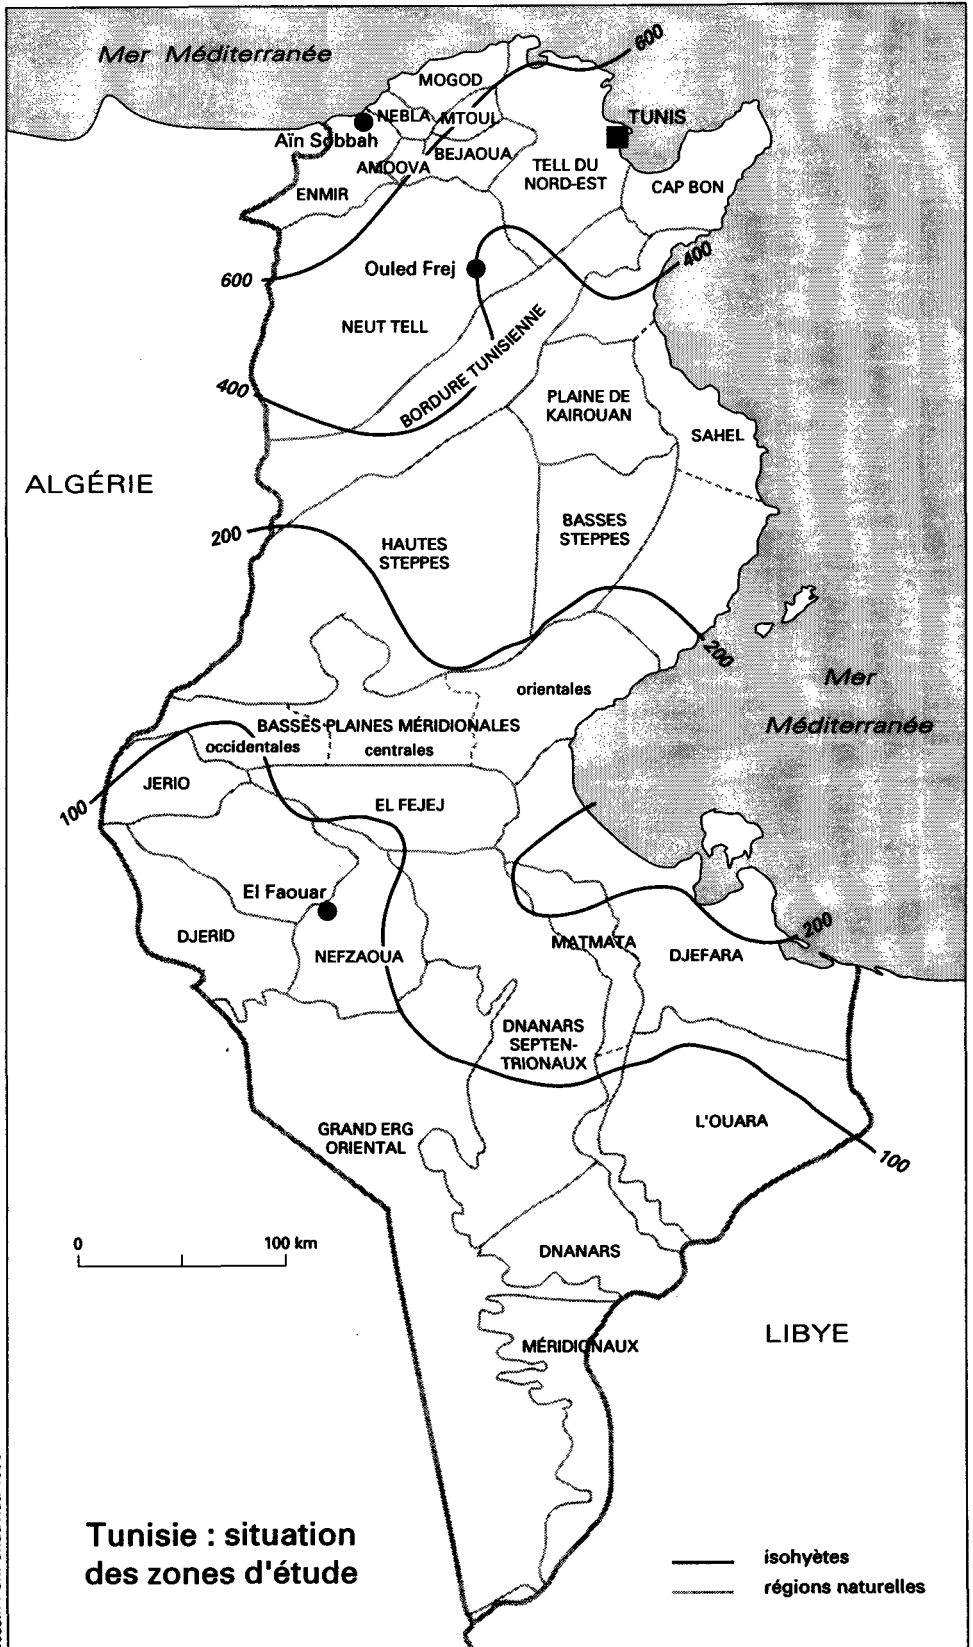 Mer Méditerranée
600
MOGOD
NEBLA
MTOUL
TUNIS
Aïn Sobbah
BEJAOUA
AMDOVA
TELL DU
NORD-EST
CAP BON
ENMIR
600
Ouled Frej
400
NEUT TELL
BORDURE TUNISIENNE
400
PLAINE DE
KAIROUAN
SAHEL
ALGÉRIE
200
HAUTES
STEPPES
BASSES
STEPPES
200
Mer
Méditerranée
orientales
BASSES PLAINES MÉRIDIONALES
occidentales
centrales
JERIO
100
EL FEJEJ
El Faouar
DJERID
NEFZAOUA
MATMATA
DJEFARA
200
DNANARS
SEPTEN-
TRIONAUX
GRAND ERG
ORIENTAL
L'OUARA
100
0 100 km
DNANARS
MÉRIDIONAUX
LIBYE
Tunisie : situation
des zones d'étude
isohyètes
régions naturelles